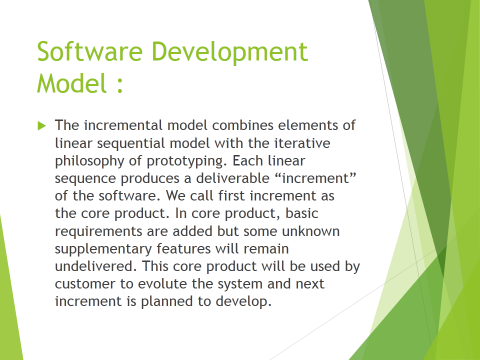 Software Development
Model :
The incremental model combines elements of
linear sequential model with the iterative
philosophy of prototyping. Each linear
sequence produces a deliverable “increment”
of the software. We call first increment as
the core product. In core product, basic
requirements are added but some unknown
supplementary features will remain
undelivered. This core product will be used by
customer to evolute the system and next
increment is planned to develop.